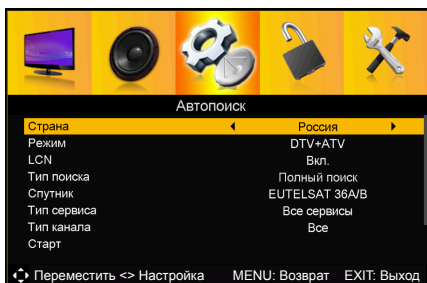 Автопоиск
Страна Россия
Режим DTV+ATV
LCN Вкл.
Тип поиска Полный поиск
Спутник EUTELSAT 36A/B
Тип сервиса Все сервисы
Тип канала Все
Старт
Переместить <> Настройка MENU: Возврат EXIT: Выход